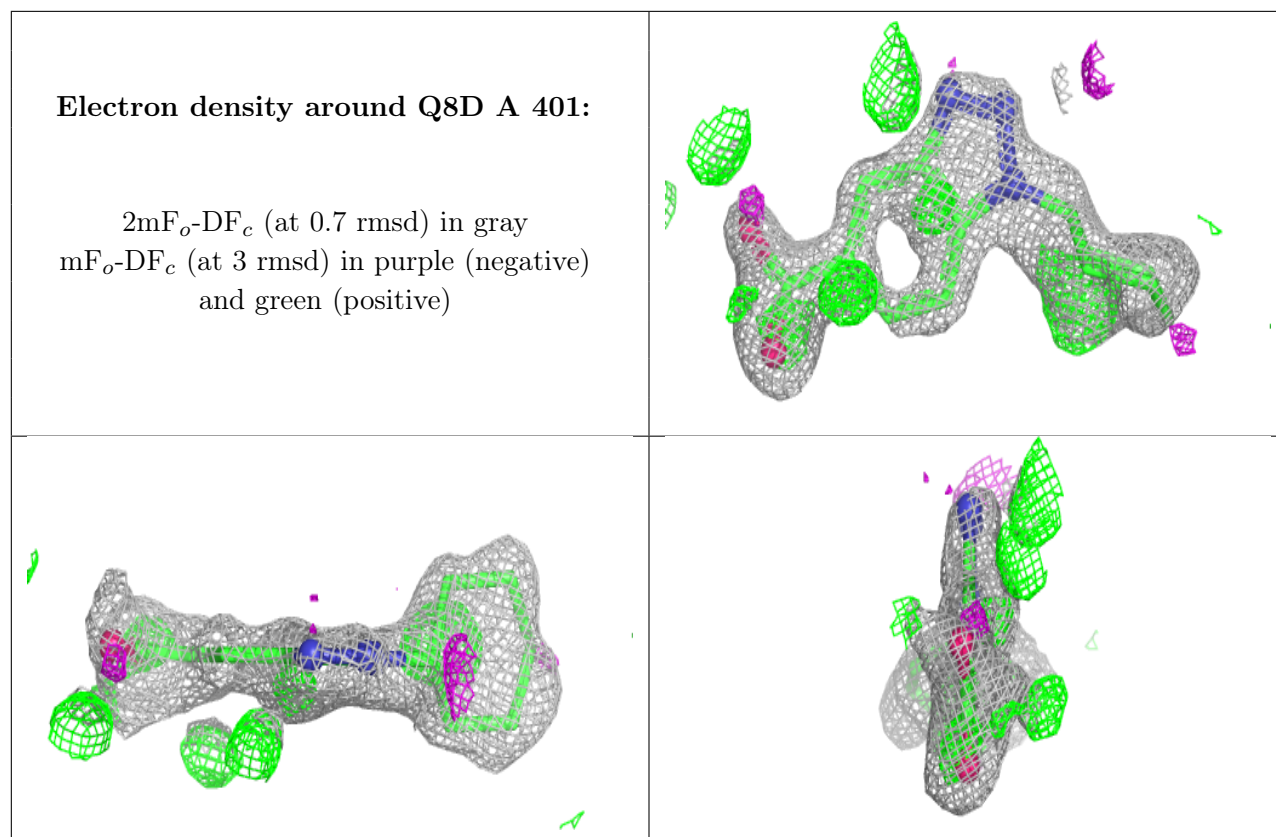 Electron density around Q8D A 401:
2mFo-DFc (at 0.7 rmsd) in gray
mFo-DFc (at 3 rmsd) in purple (negative)
and green (positive)